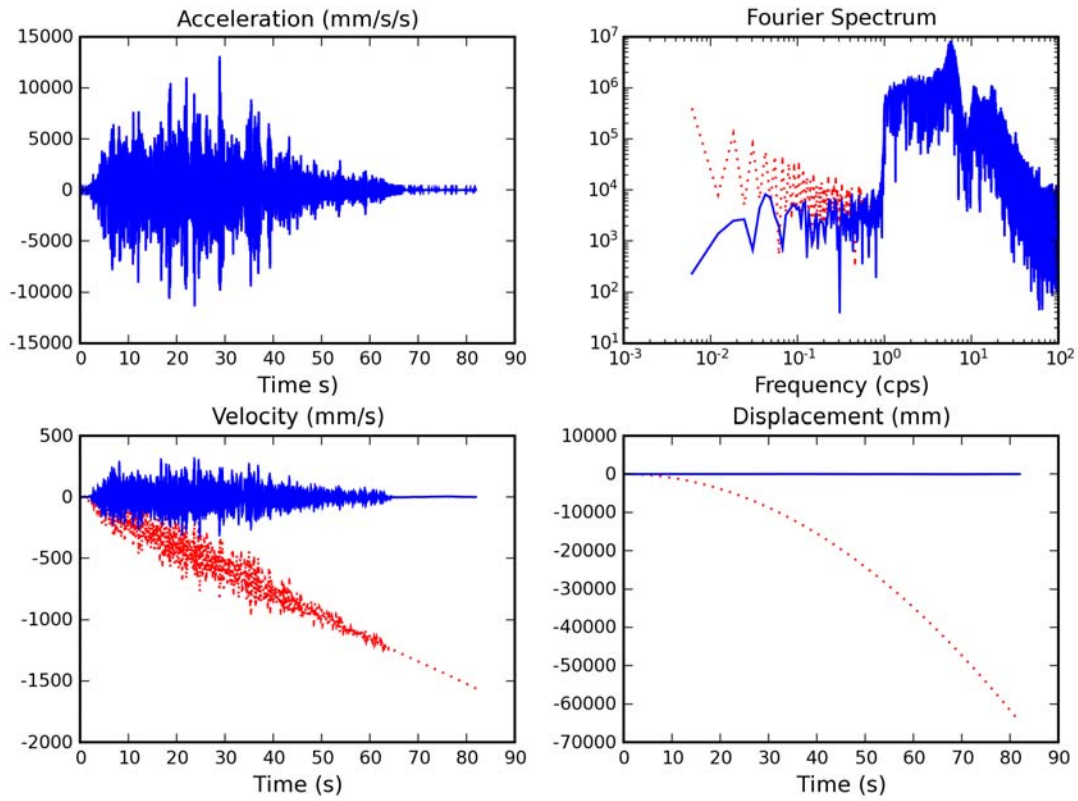 Acceleration (mm/s/s)
15000
10000
5000
0
-5000
-10000
-15000
0 10 20 30 40 50 60 70 80 90
Time s)
Fourier Spectrum
10⁷
10⁶
10⁵
10⁴
10³
10²
10¹
10⁻³ 10⁻² 10⁻¹ 10⁰ 10¹ 10²
Frequency (cps)
Velocity (mm/s)
500
0
-500
-1000
-1500
-2000
0 10 20 30 40 50 60 70 80 90
Time (s)
Displacement (mm)
10000
0
-10000
-20000
-30000
-40000
-50000
-60000
-70000
0 10 20 30 40 50 60 70 80 90
Time (s)